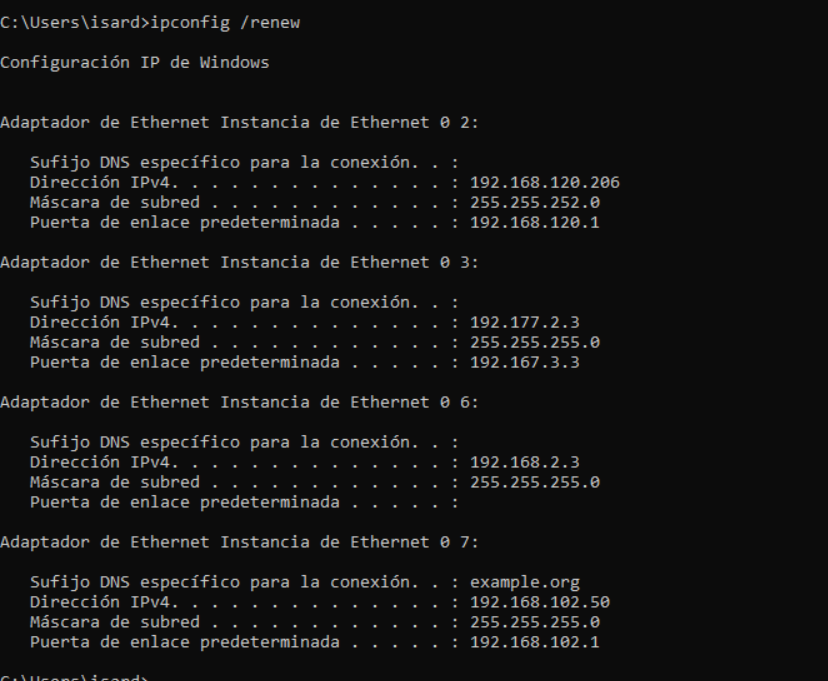 C:\Users\isard>ipconfig /renew
Configuración IP de Windows
Adaptador de Ethernet Instancia de Ethernet 0 2:
Sufijo DNS específico para la conexión. . :
Dirección IPv4. . . . . . . . . . . . . . : 192.168.120.206
Máscara de subred . . . . . . . . . . . . : 255.255.252.0
Puerta de enlace predeterminada . . . . . : 192.168.120.1
Adaptador de Ethernet Instancia de Ethernet 0 3:
Sufijo DNS específico para la conexión. . :
Dirección IPv4. . . . . . . . . . . . . . : 192.177.2.3
Máscara de subred . . . . . . . . . . . . : 255.255.255.0
Puerta de enlace predeterminada . . . . . : 192.167.3.3
Adaptador de Ethernet Instancia de Ethernet 0 6:
Sufijo DNS específico para la conexión. . :
Dirección IPv4. . . . . . . . . . . . . . : 192.168.2.3
Máscara de subred . . . . . . . . . . . . : 255.255.255.0
Puerta de enlace predeterminada . . . . . :
Adaptador de Ethernet Instancia de Ethernet 0 7:
Sufijo DNS específico para la conexión. . : example.org
Dirección IPv4. . . . . . . . . . . . . . : 192.168.102.50
Máscara de subred . . . . . . . . . . . . : 255.255.255.0
Puerta de enlace predeterminada . . . . . : 192.168.102.1
C:\Users\isard>